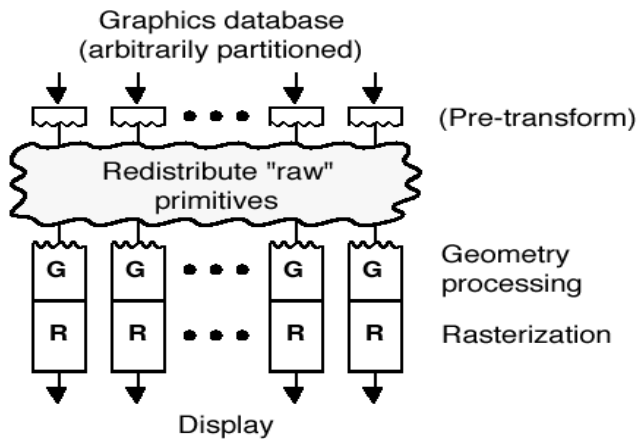 Graphics database
(arbitrarily partitioned)
(Pre-transform)
Redistribute "raw"
primitives
G G G G
Geometry
processing
R R R R
Rasterization
Display